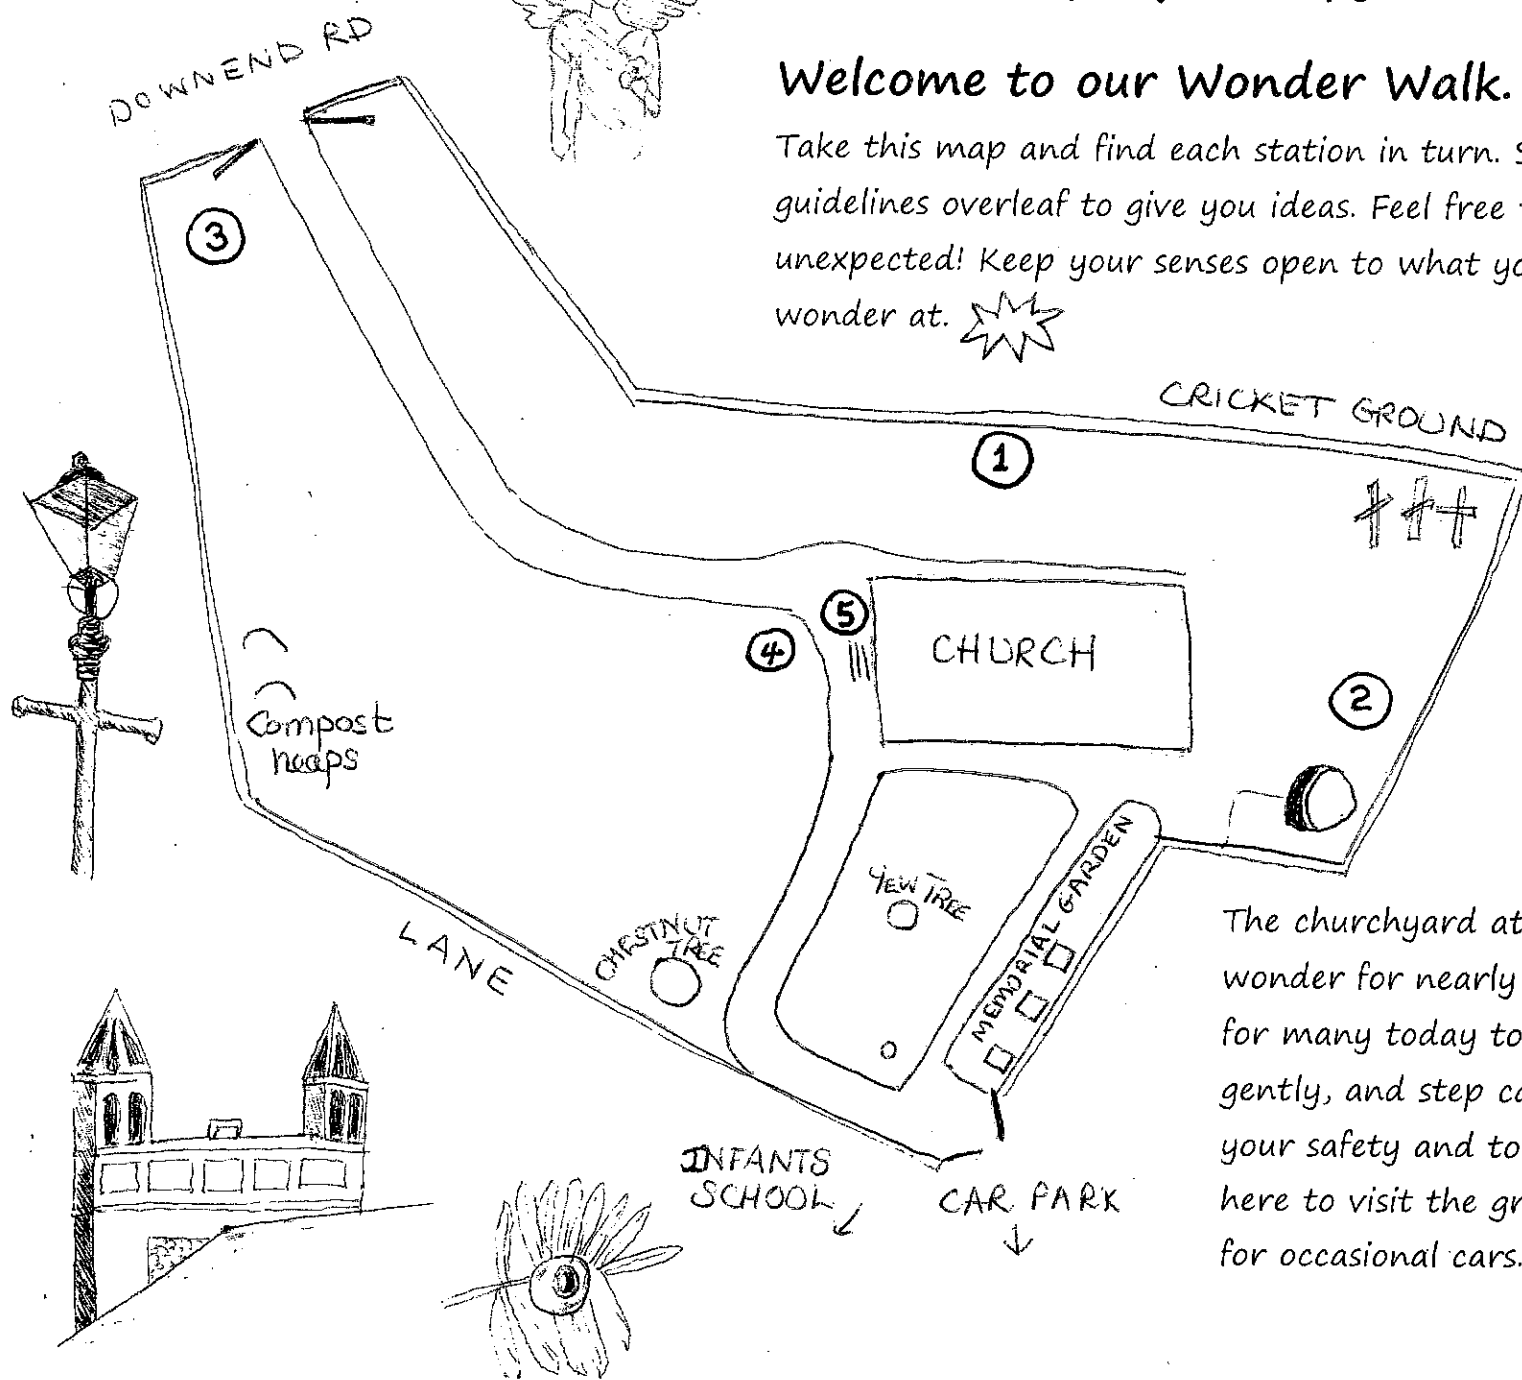 DOWNEND RD
Welcome to our Wonder Walk.
Take this map and find each station in turn.
guidelines overleaf to give you ideas. Feel free
unexpected! Keep your senses open to what
wonder at.
CRICKET GROUND
3
1
5
4
CHURCH
2
Compost
heaps
YEW TREE
MEMORIAL GARDEN
CHESTNUT
TREE
LANE
The churchyard at
wonder for nearly
for many today to
gently, and step
your safety and to
here to visit the
for occasional cars.
INFANTS
SCHOOL
CAR PARK